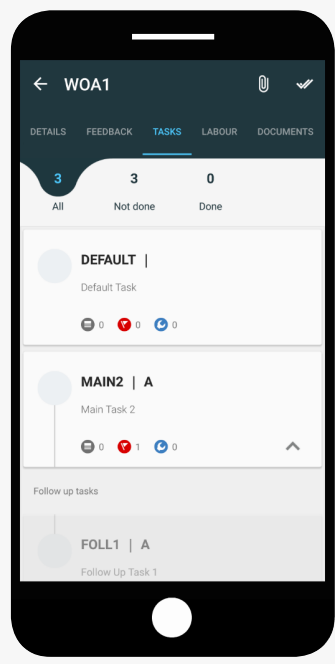 WOA1
DETAILS FEEDBACK TASKS LABOUR DOCUMENTS
3 3 0
All Not done Done
DEFAULT |
Default Task
0 0 0
MAIN2 | A
Main Task 2
0 1 0
Follow up tasks
FOLL1 | A
Follow Up Task 1